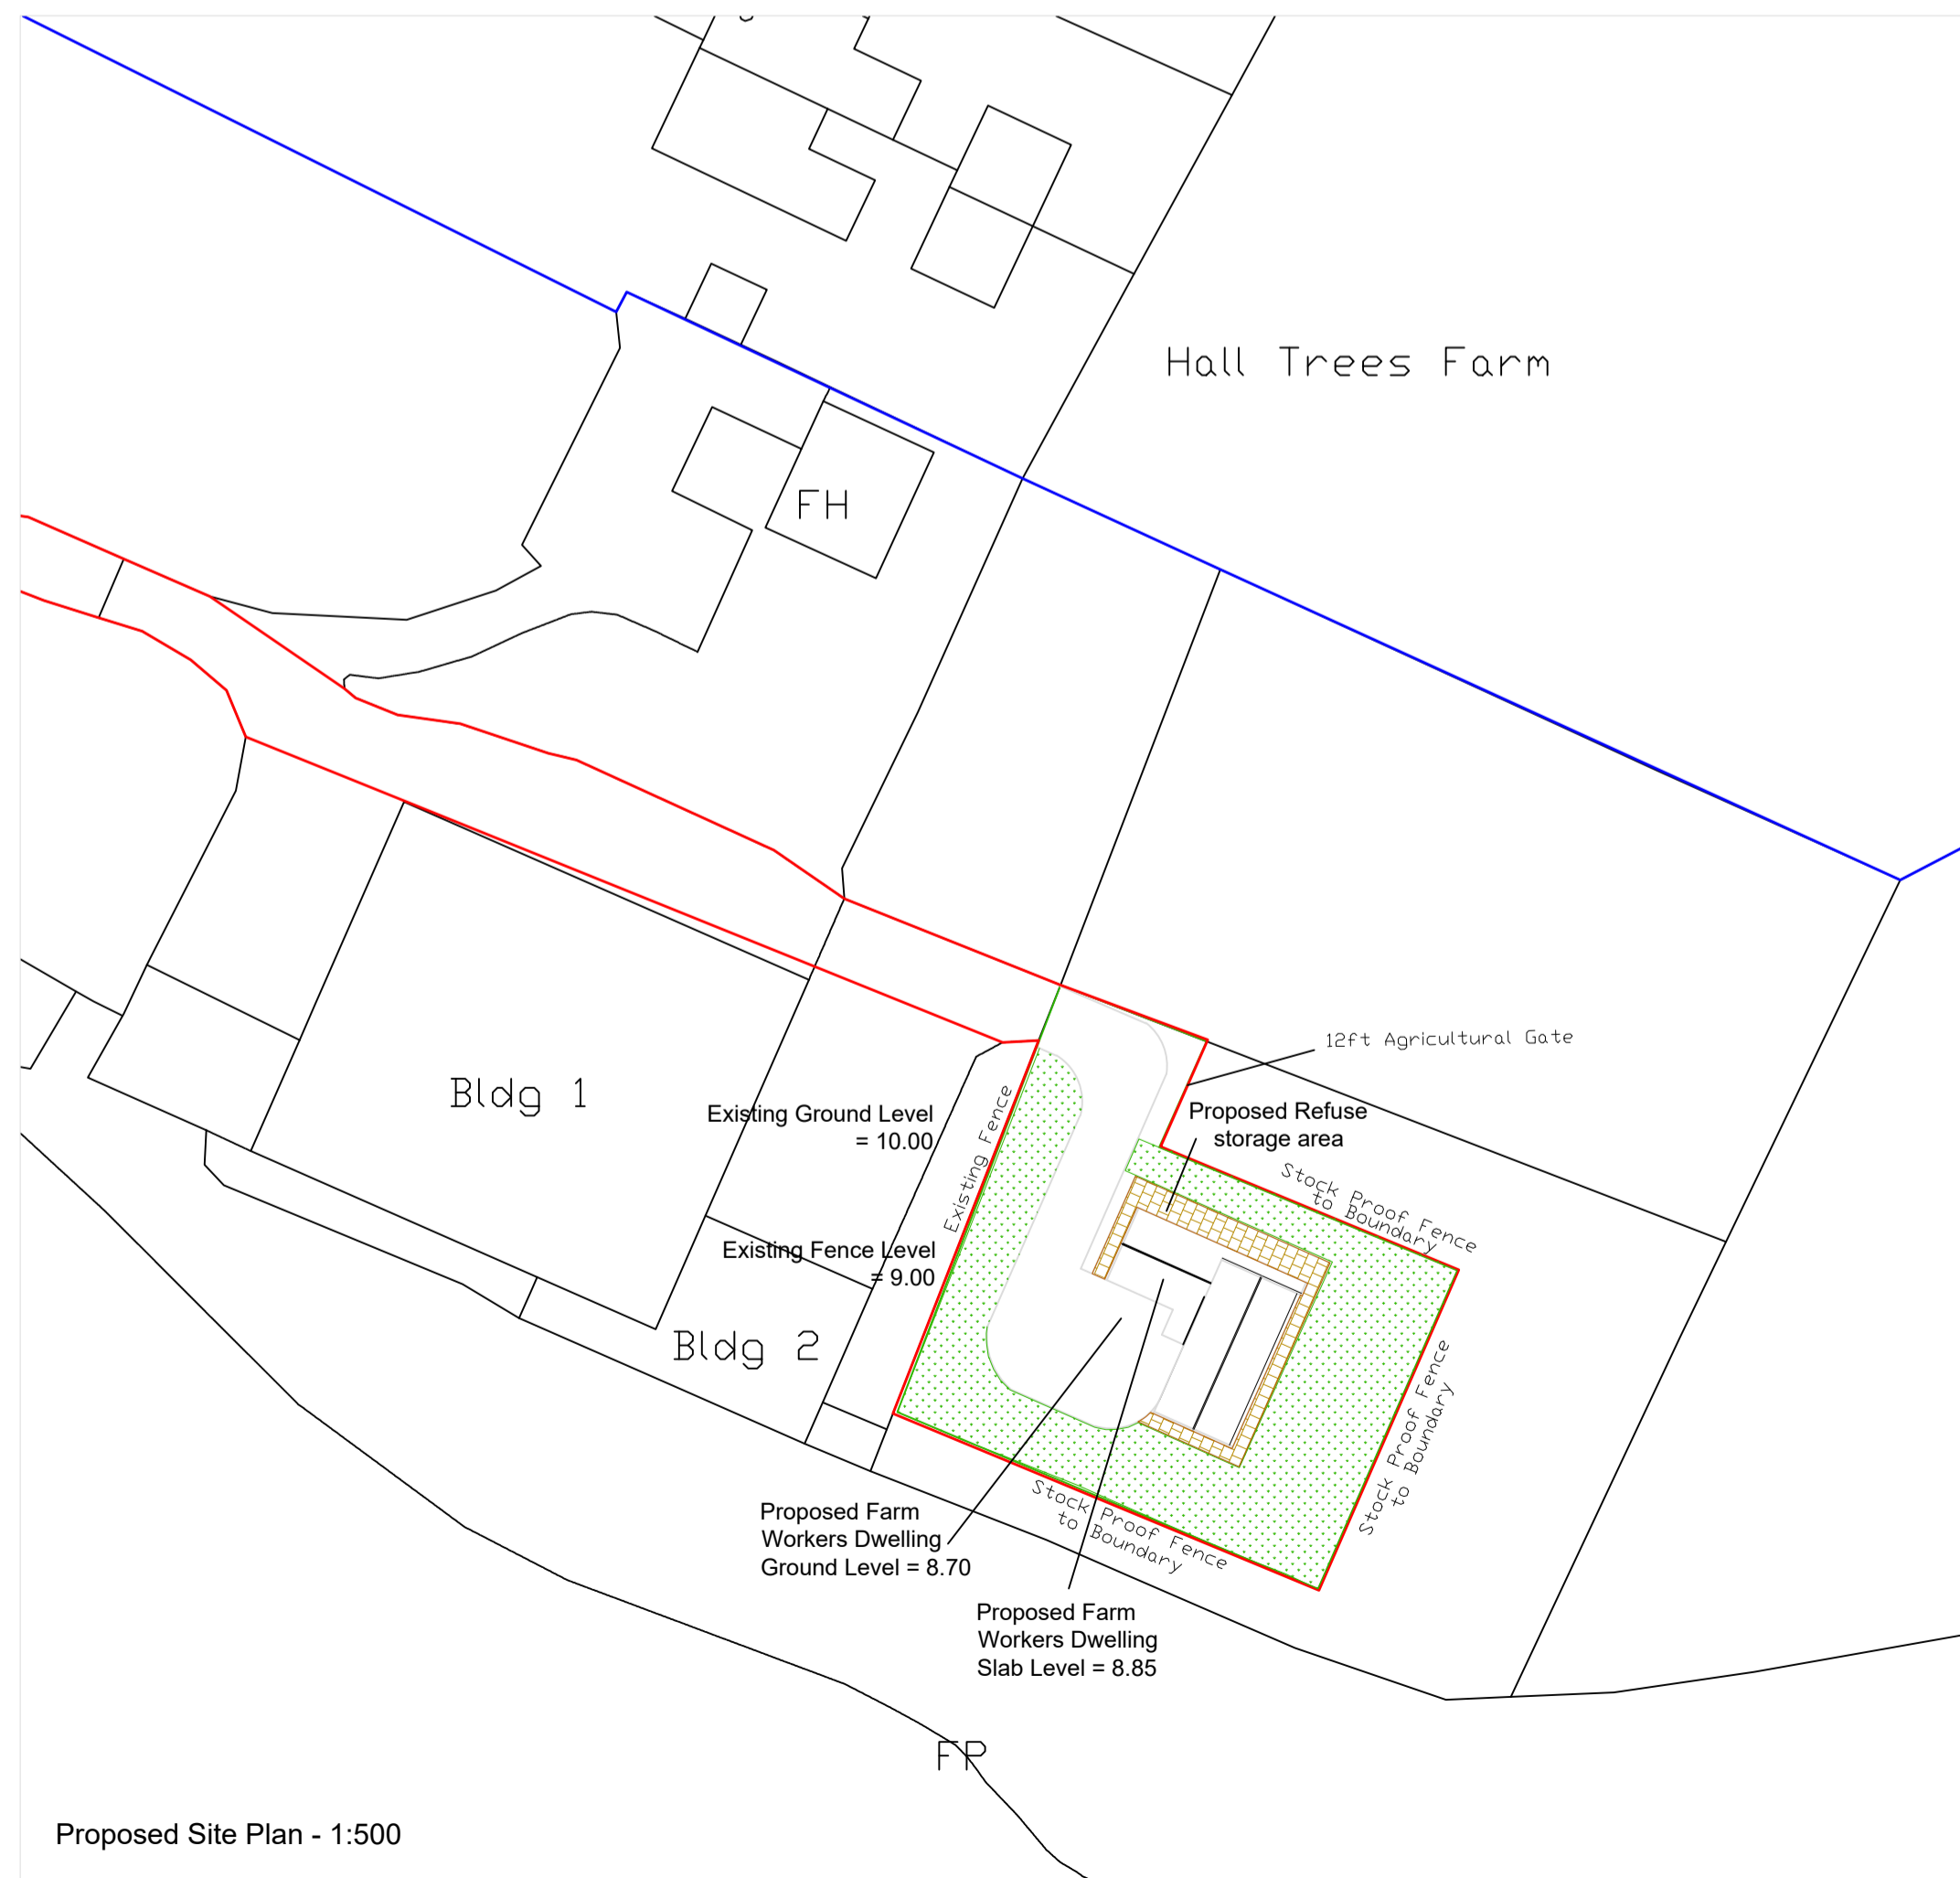 Hall Trees Farm
FH
12ft Agricultural Gate
Bldg 1
Existing Ground Level
= 10.00
Existing Fence
Proposed Refuse
storage area
Stock Proof Fence
to Boundary
Existing Fence Level
= 9.00
Bldg 2
Stock Proof Fence
to Boundary
Stock Proof Fence
to Boundary
Proposed Farm
Workers Dwelling
Ground Level = 8.70
Proposed Farm
Workers Dwelling
Slab Level = 8.85
FP
Proposed Site Plan - 1:500